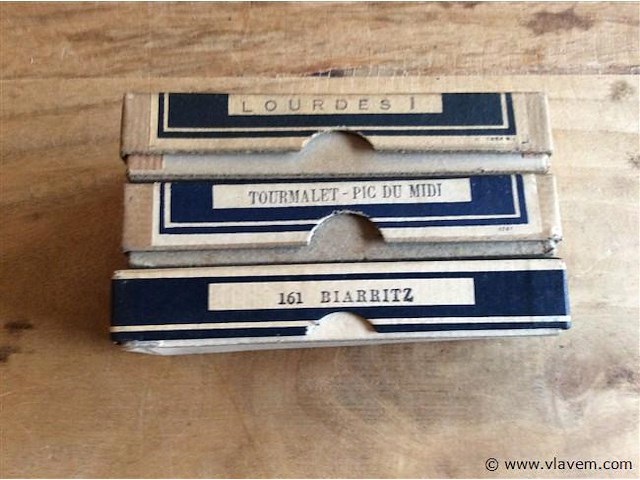 LOURDES I
TOURMALET - PIC DU MIDI
161 BIARRITZ
© www.vlavem.com